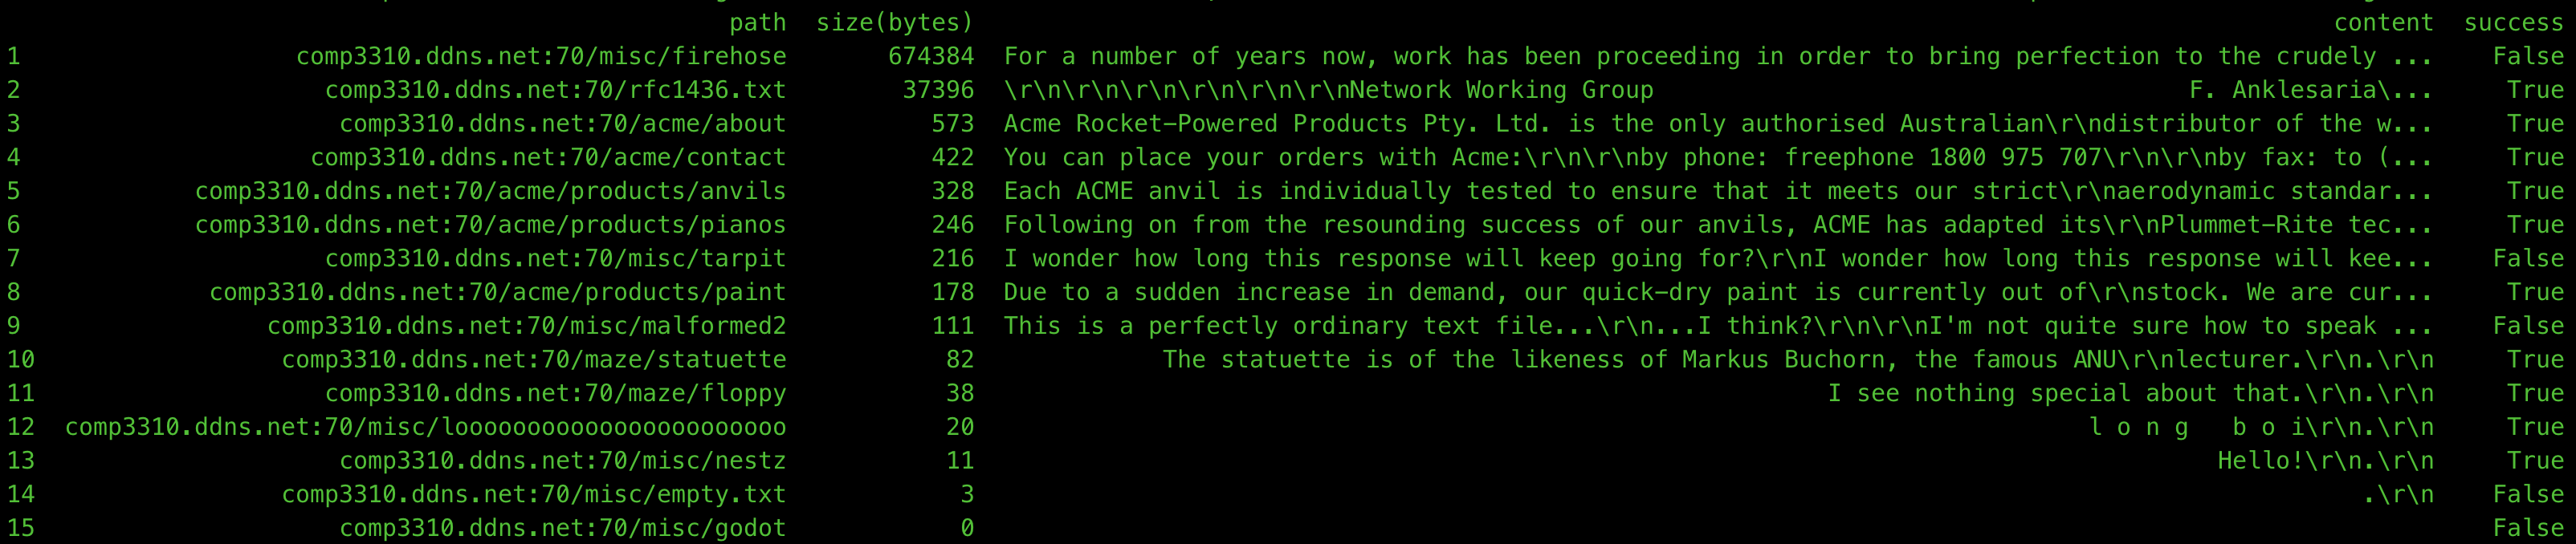 path size(bytes) content success
1 comp3310.ddns.net:70/misc/firehose 674384 For a number of years now, work has been proceeding in order to bring perfection to the crudely ... False
2 comp3310.ddns.net:70/rfc1436.txt 37396 \r\n\r\n\r\n\r\n\r\n\r\nNetwork Working Group F. Anklesaria\... True
3 comp3310.ddns.net:70/acme/about 573 Acme Rocket-Powered Products Pty. Ltd. is the only authorised Australian\r\ndistributor of the w... True
4 comp3310.ddns.net:70/acme/contact 422 You can place your orders with Acme:\r\n\r\nby phone: freephone 1800 975 707\r\n\r\nby fax: to (... True
5 comp3310.ddns.net:70/acme/products/anvils 328 Each ACME anvil is individually tested to ensure that it meets our strict\r\naerodynamic standar... True
6 comp3310.ddns.net:70/acme/products/pianos 246 Following on from the resounding success of our anvils, ACME has adapted its\r\nPlummet-Rite tec... True
7 comp3310.ddns.net:70/misc/tarpit 216 I wonder how long this response will keep going for?\r\nI wonder how long this response will kee... False
8 comp3310.ddns.net:70/acme/products/paint 178 Due to a sudden increase in demand, our quick-dry paint is currently out of\r\nstock. We are cur... True
9 comp3310.ddns.net:70/misc/malformed2 111 This is a perfectly ordinary text file...\r\n...I think?\r\n\r\nI'm not quite sure how to speak ... False
10 comp3310.ddns.net:70/maze/statuette 82 The statuette is of the likeness of Markus Buchorn, the famous ANU\r\nlecturer.\r\n.\r\n True
11 comp3310.ddns.net:70/maze/floppy 38 I see nothing special about that.\r\n.\r\n True
12 comp3310.ddns.net:70/misc/looooooooooooooooooooooo 20 l o n g   b o i\r\n.\r\n True
13 comp3310.ddns.net:70/misc/nestz 11 Hello!\r\n.\r\n True
14 comp3310.ddns.net:70/misc/empty.txt 3 .\r\n False
15 comp3310.ddns.net:70/misc/godot 0 False